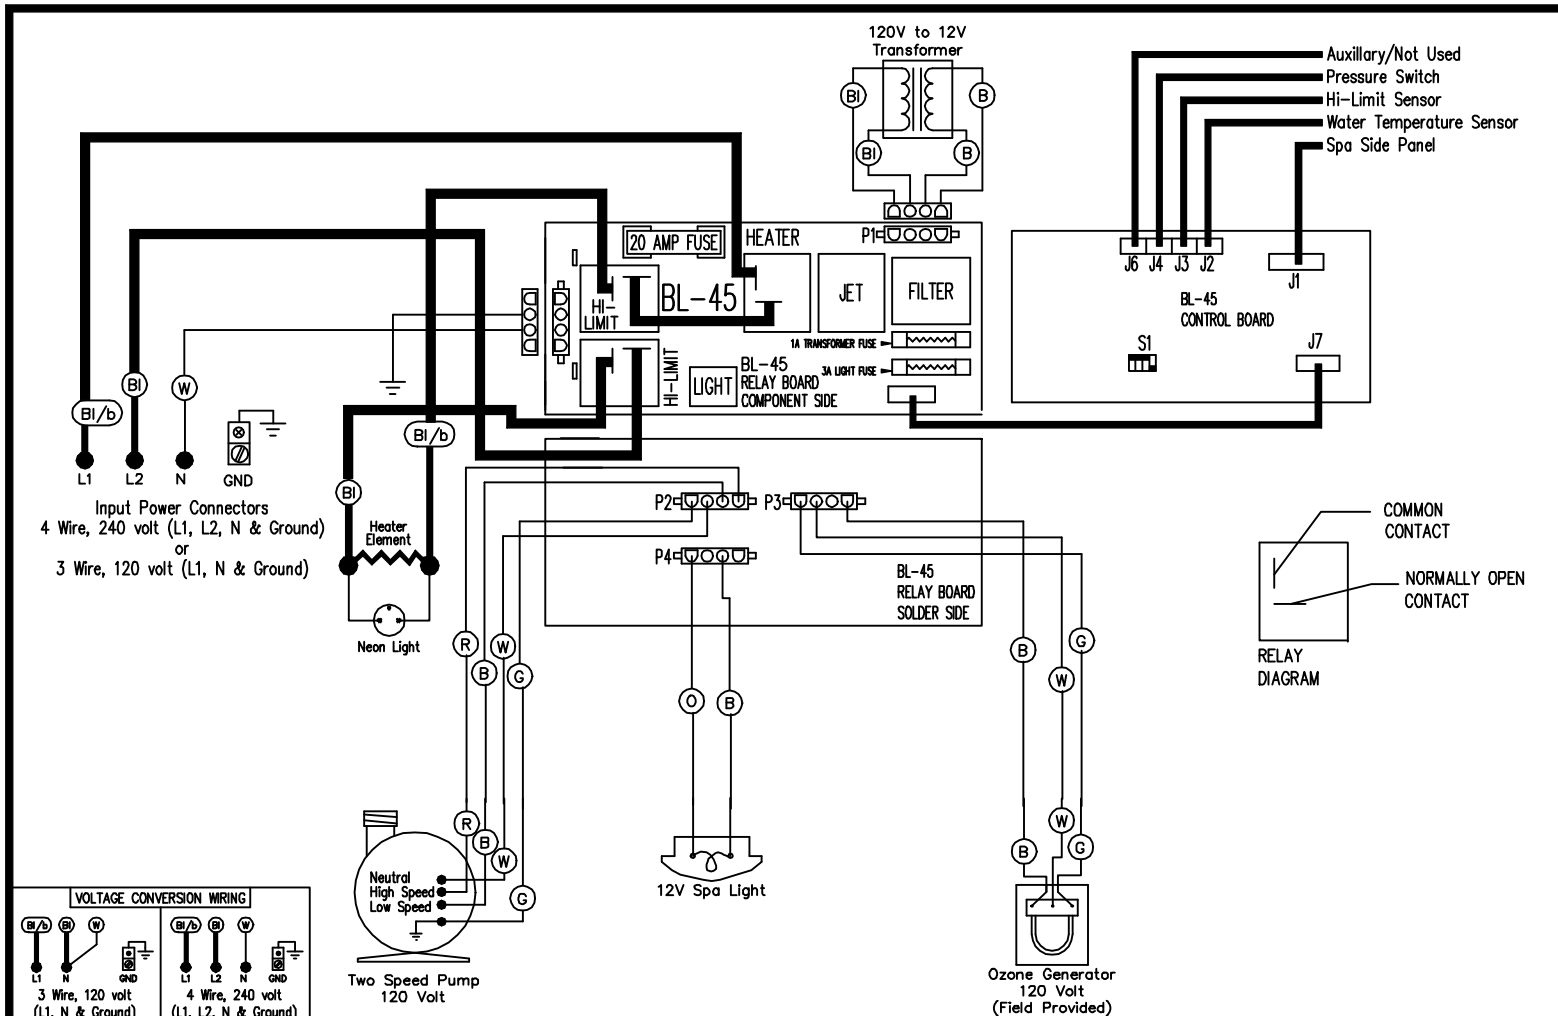 120V to 12V
Transformer
Bl
B
Bl
B
Auxillary/Not Used
Pressure Switch
Hi-Limit Sensor
Water Temperature Sensor
Spa Side Panel
20 AMP FUSE
HEATER
P1
HI-
LIMIT
BL-45
JET
FILTER
1A TRANSFORMER FUSE
3A LIGHT FUSE
HI-LIMIT
LIGHT
BL-45
RELAY BOARD
COMPONENT SIDE
J6
J4
J3
J2
J1
BL-45
CONTROL BOARD
S1
J7
Bl/b
Bl
W
L1
L2
N
GND
Input Power Connectors
4 Wire, 240 volt (L1, L2, N & Ground)
or
3 Wire, 120 volt (L1, N & Ground)
Bl/b
Bl
Heater
Element
Neon Light
P2
P3
P4
BL-45
RELAY BOARD
SOLDER SIDE
COMMON
CONTACT
NORMALLY OPEN
CONTACT
RELAY
DIAGRAM
R
B
W
G
O
B
B
W
G
R
B
W
G
Neutral
High Speed
Low Speed
Two Speed Pump
120 Volt
12V Spa Light
B
W
G
Ozone Generator
120 Volt
(Field Provided)
VOLTAGE CONVERSION WIRING
Bl/b
Bl
W
L1
N
GND
3 Wire, 120 volt
(L1, N & Ground)
Bl/b
Bl
W
L1
L2
N
GND
4 Wire, 240 volt
(L1, L2, N & Ground)